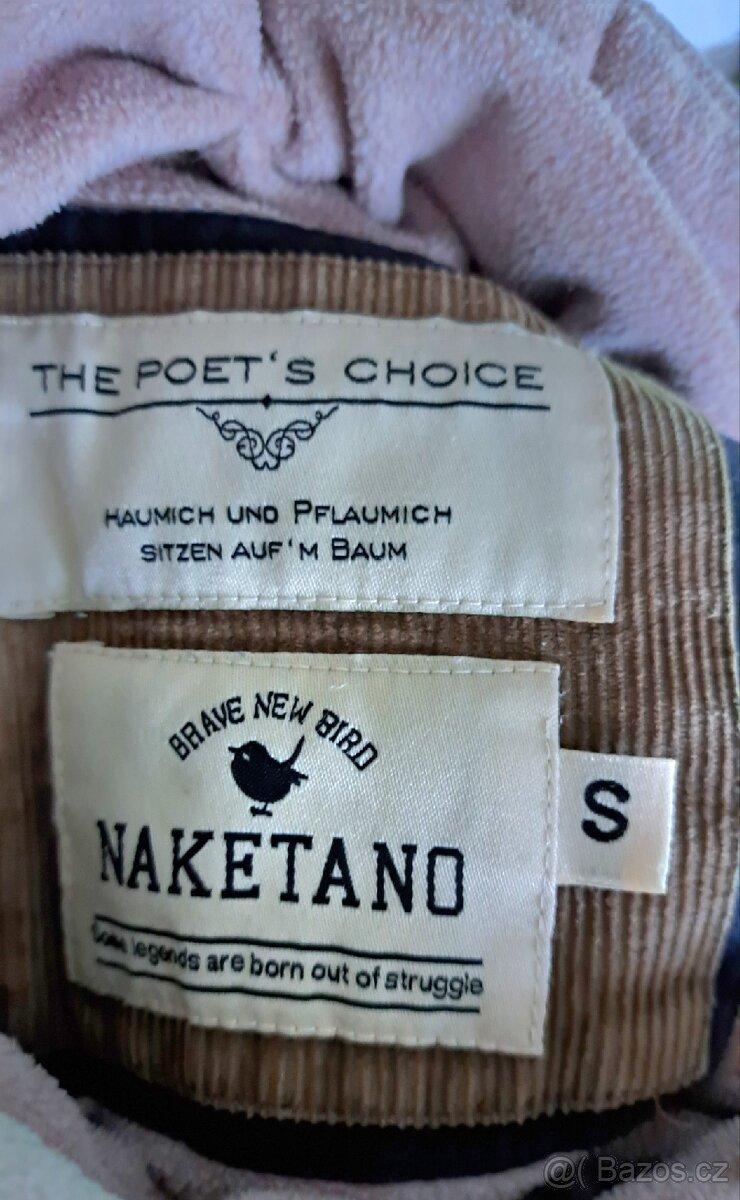 THE POET'S CHOICE
HAUMICH UND PFLAUMICH
SITZEN AUF'M BAUM
BRAVE NEW BIRD
NAKETANO
Some legends are born out of struggle
S
@( Bazos.cz